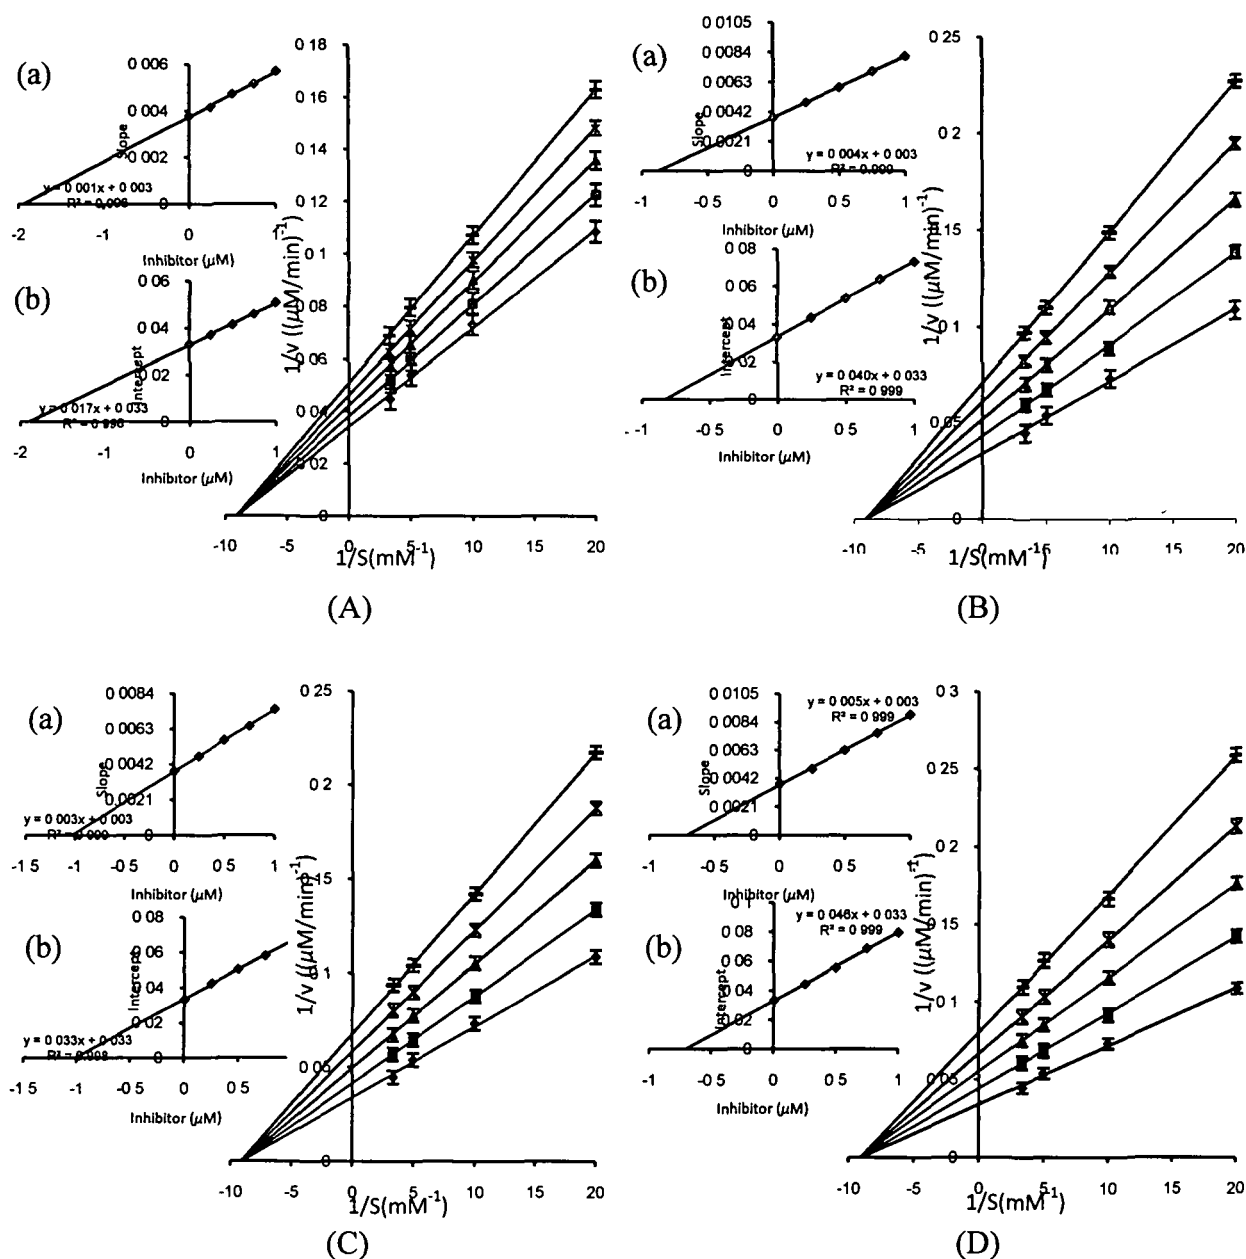 (a)
0 006
0 004
0 002
0
Slope
y = 0 001x + 0 003
-2 -1 0 1
Inhibitor (µM)
(b)
0 06
0 04
0 02
0
Intercept
y = 0 017x + 0 033
-2 -1 0 1
Inhibitor (µM)
0 18
0 16
0 14
0 12
0 1
0 08
0 06
0 04
0 02
0
1/v ((µM/min)⁻¹
-10 -5 0 5 10 15 20
1/S(mM⁻¹)
(A)
(a)
0 0105
0 0084
0 0063
0 0042
0 0021
0
Slope
y = 0 004x + 0 003
R² = 0 999
-1 -0 5 0 0 5 1
Inhibitor (µM)
(b)
0 08
0 06
0 04
0 02
0
Intercept
y = 0 040x + 0 033
R² = 0 999
-1 -0 5 0 0 5 1
Inhibitor (µM)
0 25
0 2
0 15
0 1
0 05
0
1/v ((µM/min)⁻¹
-10 -5 0 5 10 15 20
1/S(mM⁻¹)
(B)
(a)
0 0084
0 0063
0 0042
0 0021
0
Slope
y = 0 003x + 0 003
-1 5 -1 -0 5 0 0 5 1
Inhibitor (µM)
(b)
0 08
0 06
0 04
0 02
0
Intercept
y = 0 033x + 0 033
-1 5 -1 -0 5 0 0 5
Inhibitor (µM)
0 25
0 2
0 15
0 1
0 05
0
1/v ((µM/min)⁻¹
-10 -5 0 5 10 15 20
1/S(mM⁻¹)
(C)
(a)
0 0105
0 0084
0 0063
0 0042
0 0021
0
Slope
y = 0 005x + 0 003
R² = 0 999
-1 -0 5 0 0 5 1
Inhibitor (µM)
(b)
0 1
0 08
0 06
0 04
0 02
0
Intercept
y = 0 046x + 0 033
R² = 0 999
-1 -0 5 0 0 5 1
Inhibitor (µM)
0 3
0 25
0 2
0 15
0 1
0 05
0
1/v ((µM/min)⁻¹
-10 -5 0 5 10 15 20
1/S(mM⁻¹)
(D)